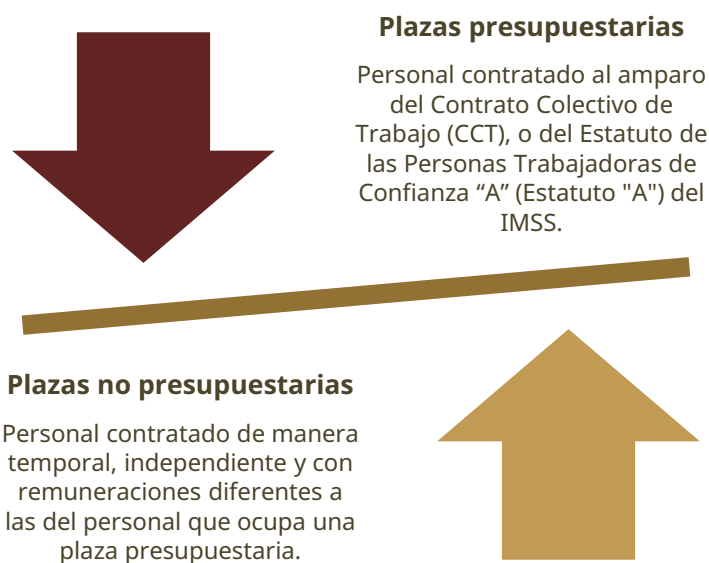 Plazas presupuestarias
Personal contratado al amparo
del Contrato Colectivo de
Trabajo (CCT), o del Estatuto de
las Personas Trabajadoras de
Confianza “A” (Estatuto "A") del
IMSS.
Plazas no presupuestarias
Personal contratado de manera
temporal, independiente y con
remuneraciones diferentes a
las del personal que ocupa una
plaza presupuestaria.